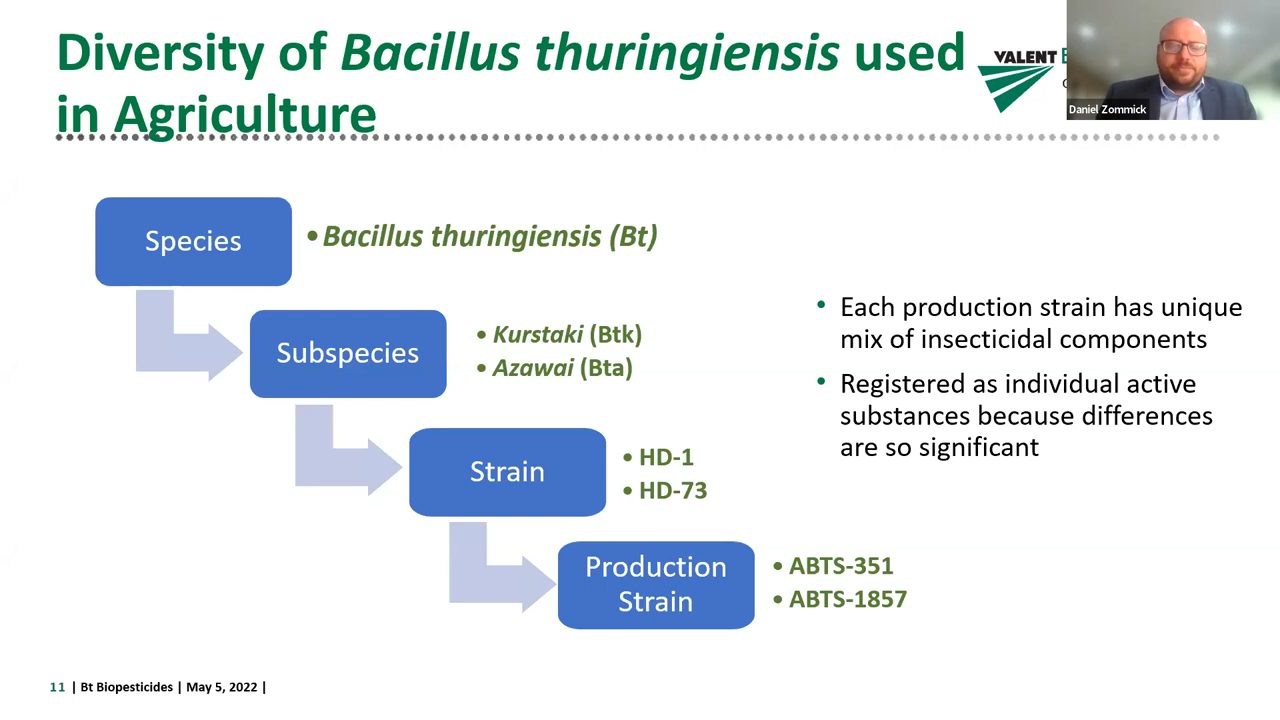 Diversity of Bacillus thuringiensis used
in Agriculture
VALENT
Daniel Zommick
Species
• Bacillus thuringiensis (Bt)
Subspecies
• Kurstaki (Btk)
• Azawai (Bta)
Strain
• HD-1
• HD-73
Production
Strain
• ABTS-351
• ABTS-1857
• Each production strain has unique
mix of insecticidal components
• Registered as individual active
substances because differences
are so significant
11 | Bt Biopesticides | May 5, 2022 |